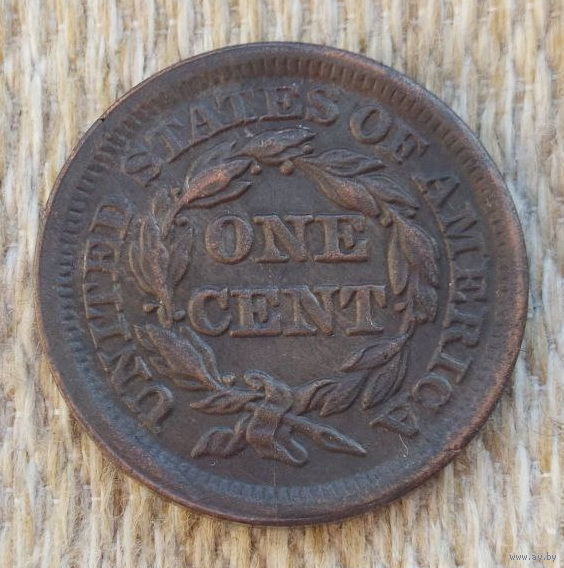 UNITED STATES OF AMERICA
ONE
CENT
www.ay.by